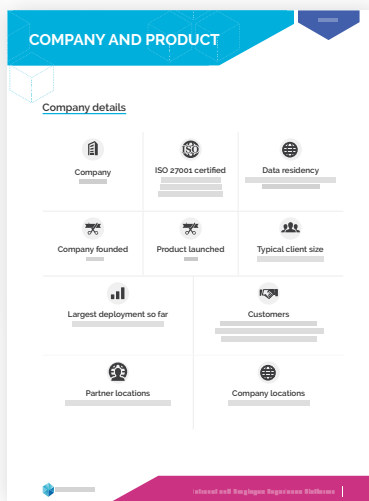 COMPANY AND PRODUCT
Company details
Company
ISO
ISO 27001 certified
Data residency
Company founded
Product launched
Typical client size
Largest deployment so far
Customers
Partner locations
Company locations